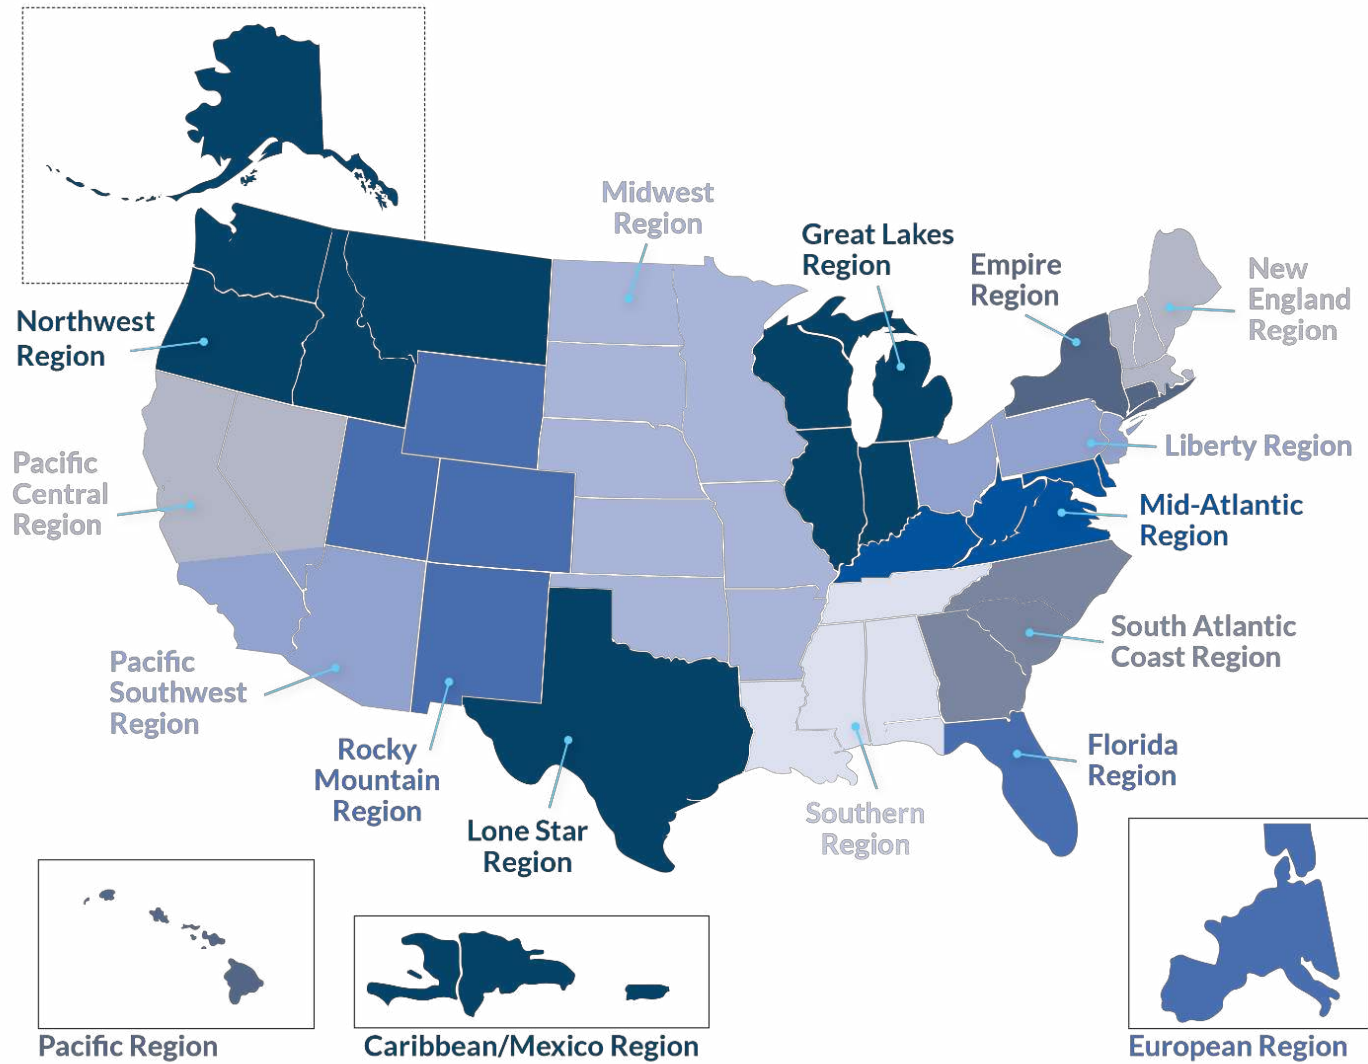 Midwest
Region
Great Lakes
Region
Empire
Region
New
England
Region
Northwest
Region
Liberty Region
Pacific
Central
Region
Mid-Atlantic
Region
South Atlantic
Coast Region
Pacific
Southwest
Region
Rocky
Mountain
Region
Florida
Region
Lone Star
Region
Southern
Region
Pacific Region
Caribbean/Mexico Region
European Region